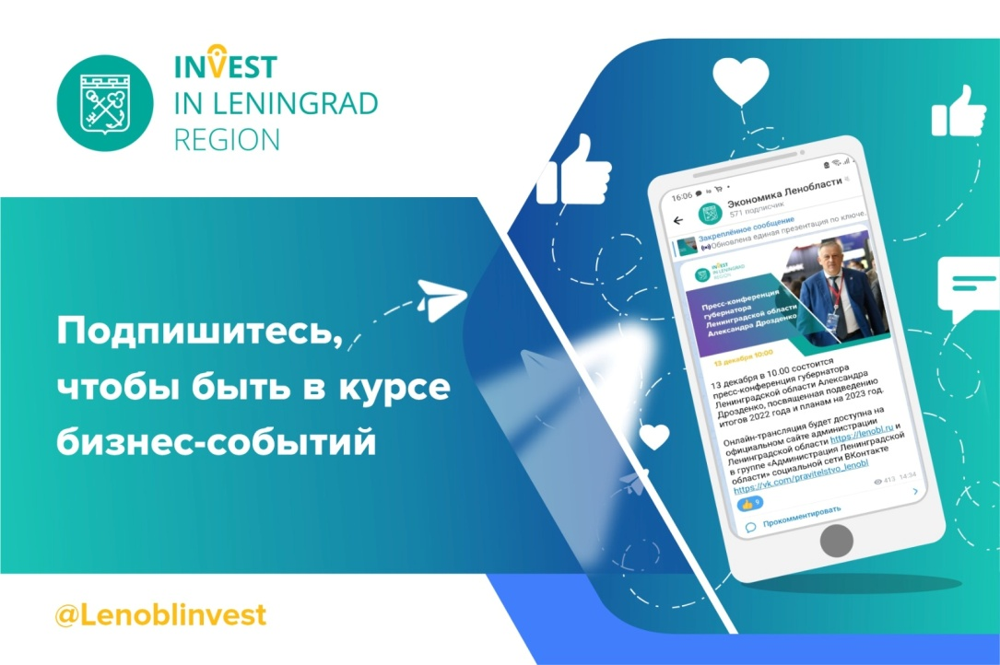 INVEST
IN LENINGRAD
REGION
Подпишитесь,
чтобы быть в курсе
бизнес-событий
@Lenoblinvest
16:06
Экономика Ленобласти
571 подписчик
Закреплённое сообщение
Обновлена единая презентация по ключе..
INVEST
IN LENINGRAD
REGION
Пресс-конференция
губернатора
Ленинградской области
Александра Дрозденко
13 декабря 10:00
13 декабря в 10.00 состоится
пресс-конференция губернатора
Ленинградской области Александра
Дрозденко, посвященная подведению
итогов 2022 года и планам на 2023 год.
Онлайн-трансляция будет доступна на
официальном сайте администрации
Ленинградской области https://lenobl.ru и
в группе «Администрация Ленинградской
области» социальной сети ВКонтакте
https://vk.com/pravitelstvo_lenobl
413 14:34
9
Прокомментировать